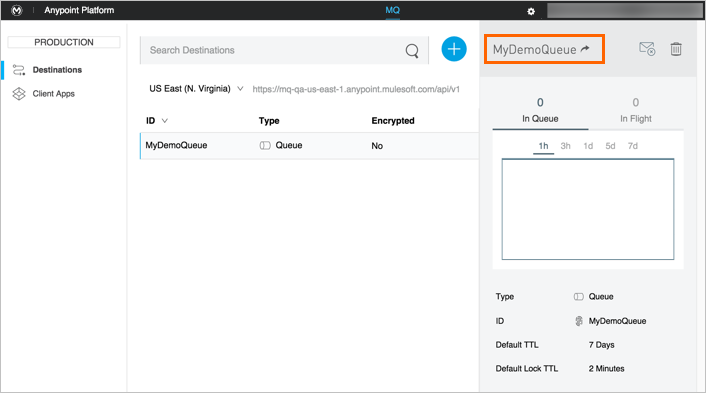 Anypoint Platform
MQ
PRODUCTION
Destinations
Client Apps
Search Destinations
US East (N. Virginia) https://mq-qa-us-east-1.anypoint.mulesoft.com/api/v1
ID Type Encrypted
MyDemoQueue Queue No
MyDemoQueue
0 0
In Queue In Flight
1h 3h 1d 5d 7d
Type Queue
ID MyDemoQueue
Default TTL 7 Days
Default Lock TTL 2 Minutes